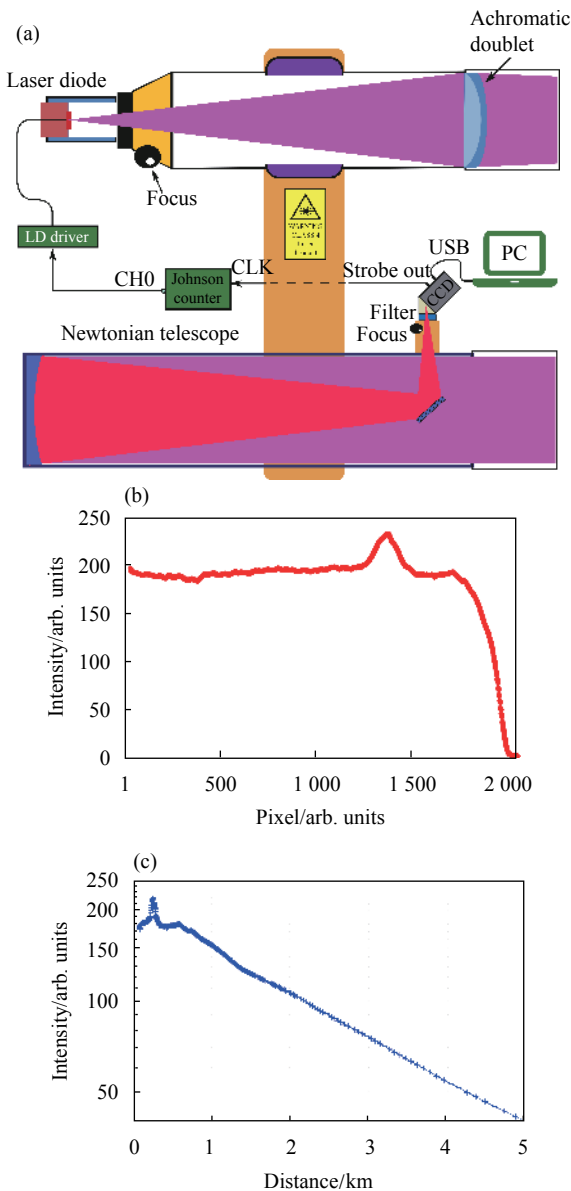 (a)
Achromatic
doublet
Laser diode
Focus
LD driver
CH0
Johnson
counter
CLK
Strobe out
USB
PC
CCD
Filter
Focus
Newtonian telescope
(b)
250
200
150
100
50
0
Intensity/arb. units
1
500
1 000
1 500
2 000
Pixel/arb. units
(c)
250
200
150
100
50
Intensity/arb. units
0
1
2
3
4
5
Distance/km